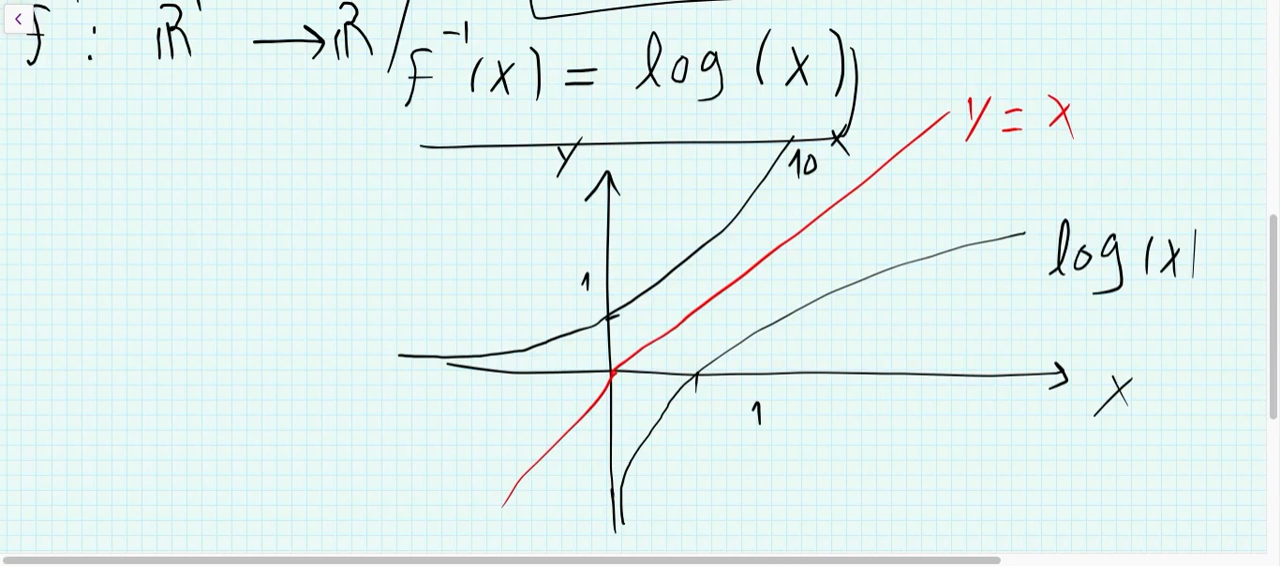 f : ℝ⁺ → ℝ /
f⁻¹(x) = log(x)
y = x
y
10ˣ
log(x)
1
x
1